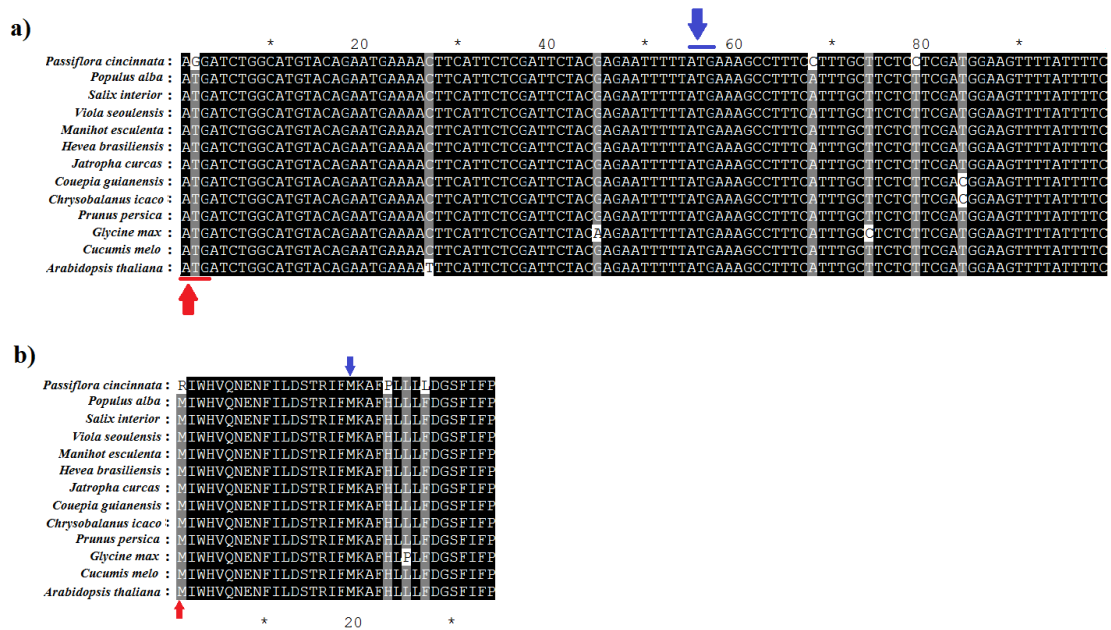 a)
* 20 * 40 * 60 * 80 *
Passiflora cincinnata : AGGATCTGGCATGTACAGAATGAAAACTTCATTCTCGATTCTACGAGAATTTTTATGAAAGCCTTTCCTTTGCTTCTCCTCGATGGAAGTTTTATTTTC
Populus alba : ATGATCTGGCATGTACAGAATGAAAACTTCATTCTCGATTCTACGAGAATTTTTATGAAAGCCTTTCATTTGCTTCTCTTCGATGGAAGTTTTATTTTC
Salix interior : ATGATCTGGCATGTACAGAATGAAAACTTCATTCTCGATTCTACGAGAATTTTTATGAAAGCCTTTCATTTGCTTCTCTTCGATGGAAGTTTTATTTTC
Viola seoulensis : ATGATCTGGCATGTACAGAATGAAAACTTCATTCTCGATTCTACGAGAATTTTTATGAAAGCCTTTCATTTGCTTCTCTTCGATGGAAGTTTTATTTTC
Manihot esculenta : ATGATCTGGCATGTACAGAATGAAAACTTCATTCTCGATTCTACGAGAATTTTTATGAAAGCCTTTCATTTGCTTCTCTTCGATGGAAGTTTTATTTTC
Hevea brasiliensis : ATGATCTGGCATGTACAGAATGAAAACTTCATTCTCGATTCTACGAGAATTTTTATGAAAGCCTTTCATTTGCTTCTCTTCGATGGAAGTTTTATTTTC
Jatropha curcas : ATGATCTGGCATGTACAGAATGAAAACTTCATTCTCGATTCTACGAGAATTTTTATGAAAGCCTTTCATTTGCTTCTCTTCGATGGAAGTTTTATTTTC
Couepia guianensis : ATGATCTGGCATGTACAGAATGAAAACTTCATTCTCGATTCTACGAGAATTTTTATGAAAGCCTTTCATTTGCTTCTCTTCGACGGAAGTTTTATTTTC
Chrysobalanus icaco : ATGATCTGGCATGTACAGAATGAAAACTTCATTCTCGATTCTACGAGAATTTTTATGAAAGCCTTTCATTTGCTTCTCTTCGACGGAAGTTTTATTTTC
Prunus persica : ATGATCTGGCATGTACAGAATGAAAACTTCATTCTCGATTCTACGAGAATTTTTATGAAAGCCTTTCATTTGCTTCTCTTCGATGGAAGTTTTATTTTC
Glycine max : ATGATCTGGCATGTACAGAATGAAAACTTCATTCTCGATTCTACAAGAATTTTTATGAAAGCCTTTCATTTGCCTCTCTTCGATGGAAGTTTTATTTTC
Cucumis melo : ATGATCTGGCATGTACAGAATGAAAACTTCATTCTCGATTCTACGAGAATTTTTATGAAAGCCTTTCATTTGCTTCTCTTCGATGGAAGTTTTATTTTC
Arabidopsis thaliana : ATGATCTGGCATGTACAGAATGAAAATTTCATTCTCGATTCTACGAGAATTTTTATGAAAGCCTTTCATTTGCTTCTCTTCGATGGAAGTTTTATTTTC
b)
Passiflora cincinnata : RIWHVQNENFILDSTRIFMKAFPLLLLDGSFIFP
Populus alba : MIWHVQNENFILDSTRIFMKAFHLLLFDGSFIFP
Salix interior : MIWHVQNENFILDSTRIFMKAFHLLLFDGSFIFP
Viola seoulensis : MIWHVQNENFILDSTRIFMKAFHLLLFDGSFIFP
Manihot esculenta : MIWHVQNENFILDSTRIFMKAFHLLLFDGSFIFP
Hevea brasiliensis : MIWHVQNENFILDSTRIFMKAFHLLLFDGSFIFP
Jatropha curcas : MIWHVQNENFILDSTRIFMKAFHLLLFDGSFIFP
Couepia guianensis : MIWHVQNENFILDSTRIFMKAFHLLLFDGSFIFP
Chrysobalanus icaco : MIWHVQNENFILDSTRIFMKAFHLLLFDGSFIFP
Prunus persica : MIWHVQNENFILDSTRIFMKAFHLLLFDGSFIFP
Glycine max : MIWHVQNENFILDSTRIFMKAFHLPLFDGSFIFP
Cucumis melo : MIWHVQNENFILDSTRIFMKAFHLLLFDGSFIFP
Arabidopsis thaliana : MIWHVQNENFILDSTRIFMKAFHLLLFDGSFIFP
* 20 *